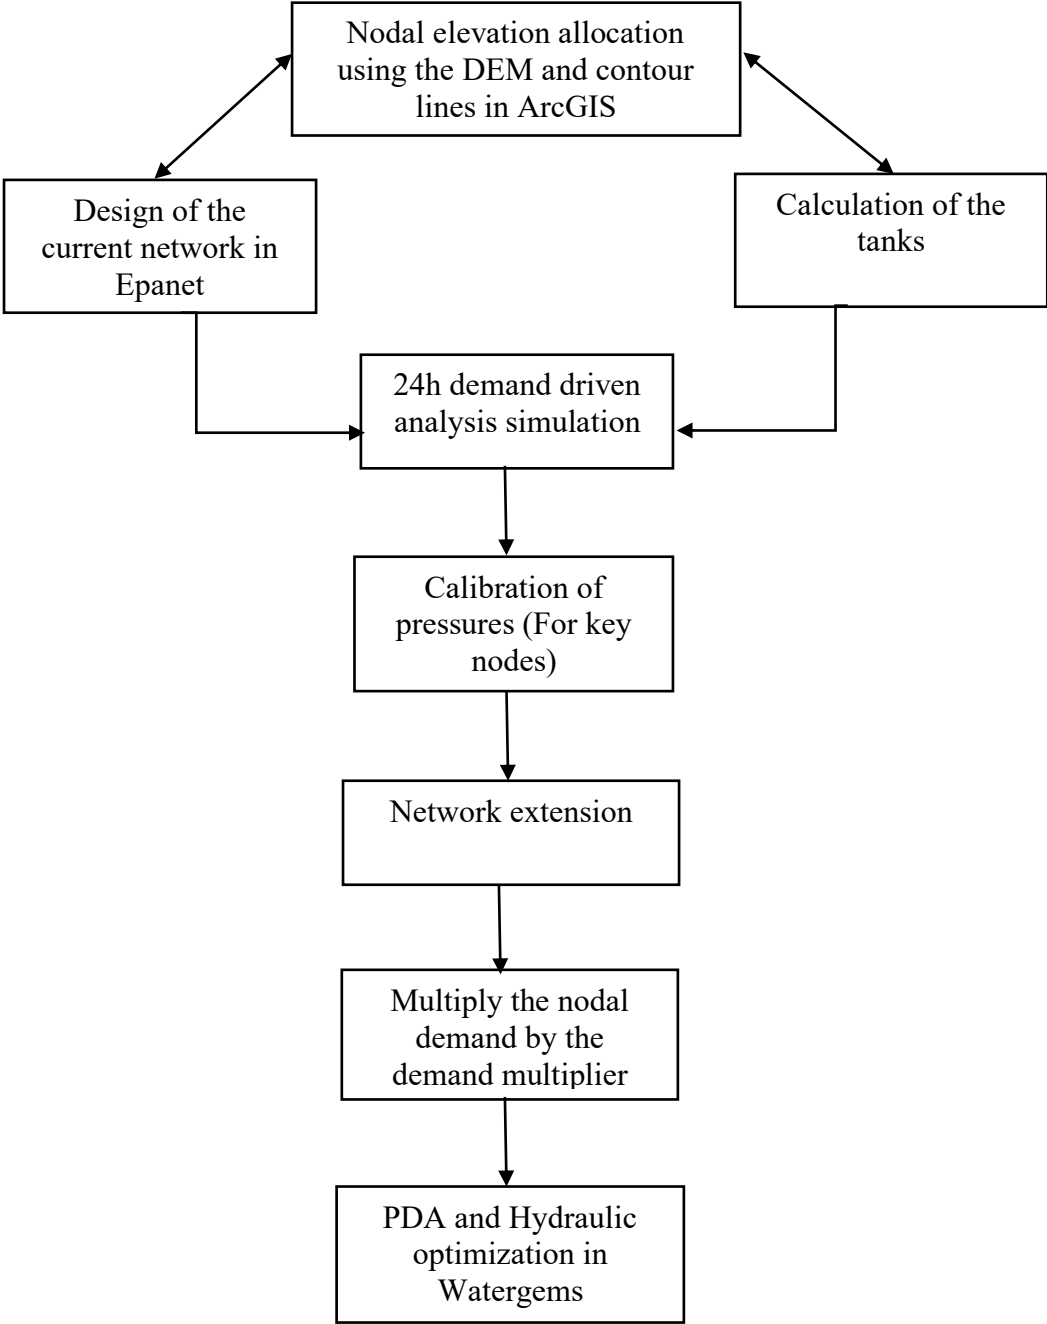 Nodal elevation allocation
using the DEM and contour
lines in ArcGIS
Design of the
current network in
Epanet
Calculation of the
tanks
24h demand driven
analysis simulation
Calibration of
pressures (For key
nodes)
Network extension
Multiply the nodal
demand by the
demand multiplier
PDA and Hydraulic
optimization in
Watergems